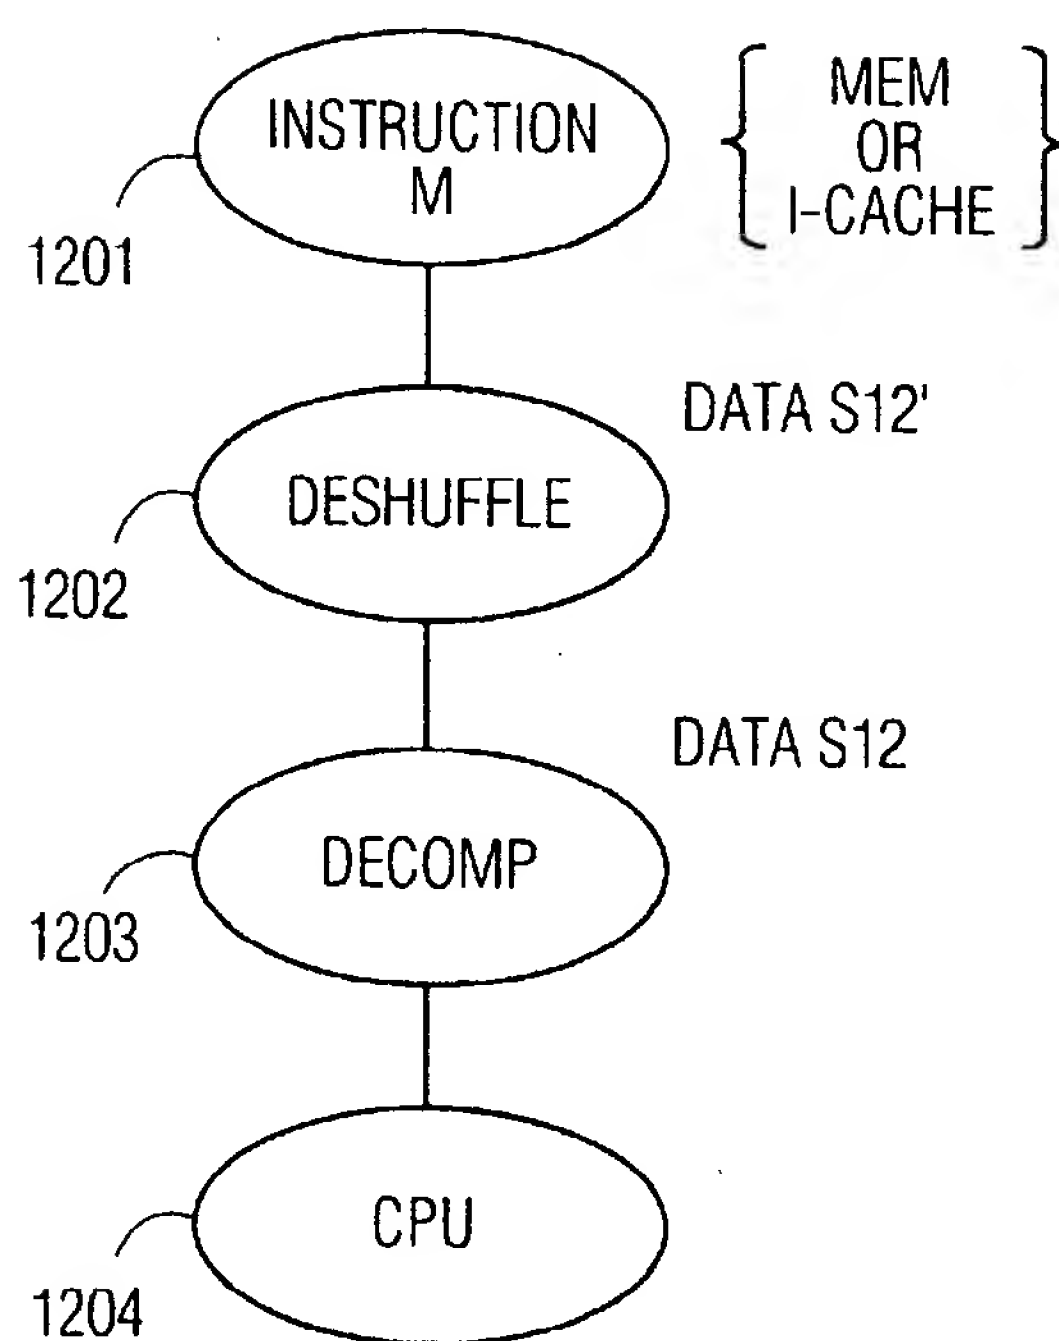 INSTRUCTION
M
MEM
OR
I-CACHE
1201
DATA S12'
DESHUFFLE
1202
DATA S12
DECOMP
1203
CPU
1204